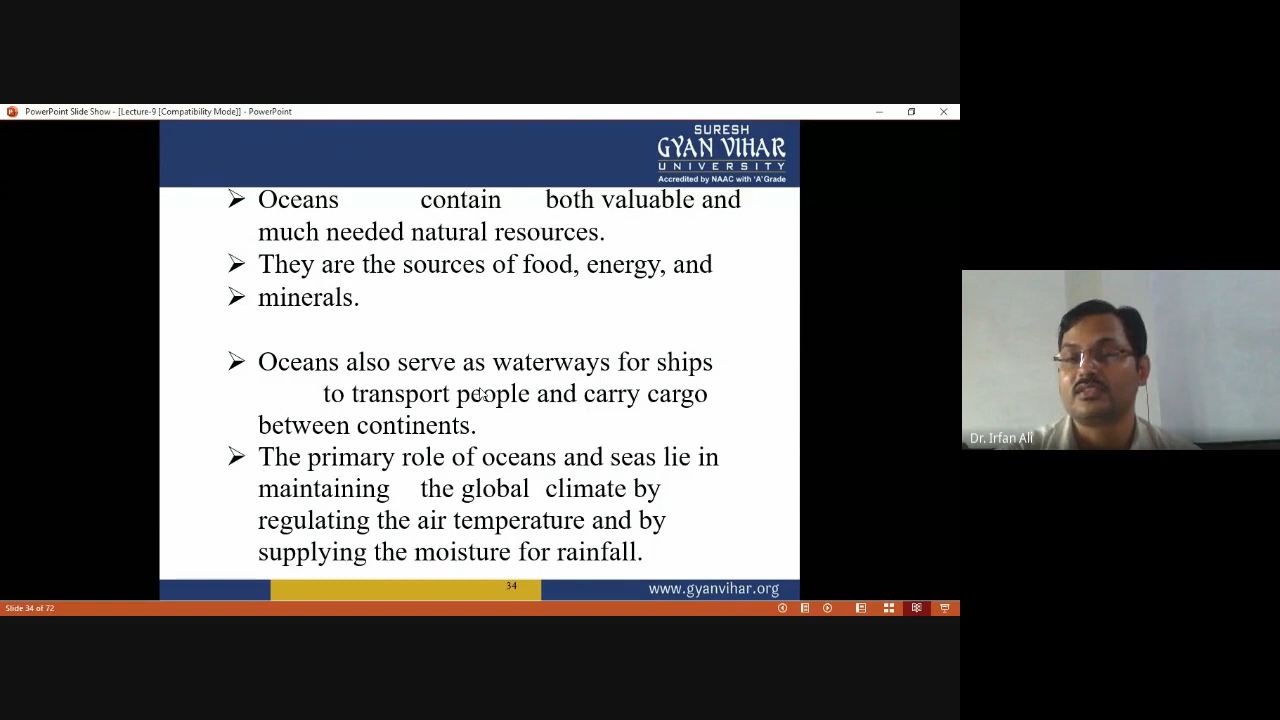 PowerPoint Slide Show - [Lecture-9 [Compatibility Mode]] - PowerPoint
SURESH
GYAN VIHAR
UNIVERSITY
Accredited by NAAC with 'A' Grade
➢ Oceans contain both valuable and
much needed natural resources.
➢ They are the sources of food, energy, and
➢ minerals.
➢ Oceans also serve as waterways for ships
to transport people and carry cargo
between continents.
➢ The primary role of oceans and seas lie in
maintaining the global climate by
regulating the air temperature and by
supplying the moisture for rainfall.
34
www.gyanvihar.org
Slide 34 of 72
Dr. Irfan Ali